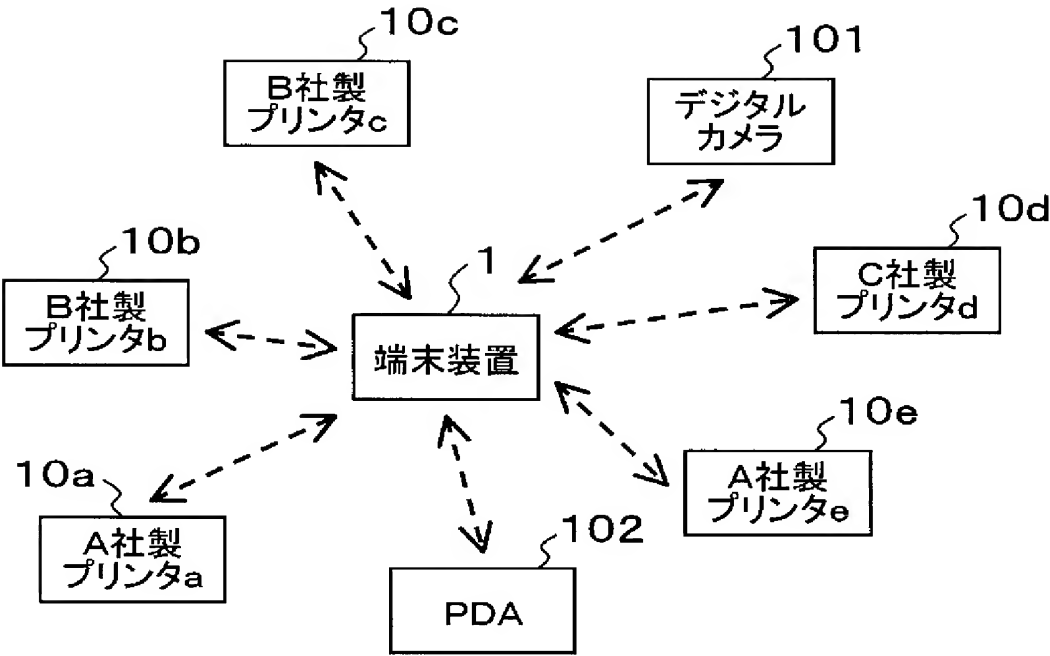 10c
B社製
プリンタc
101
デジタル
カメラ
10b
B社製
プリンタb
1
端末装置
10d
C社製
プリンタd
10a
A社製
プリンタa
102
PDA
10e
A社製
プリンタe